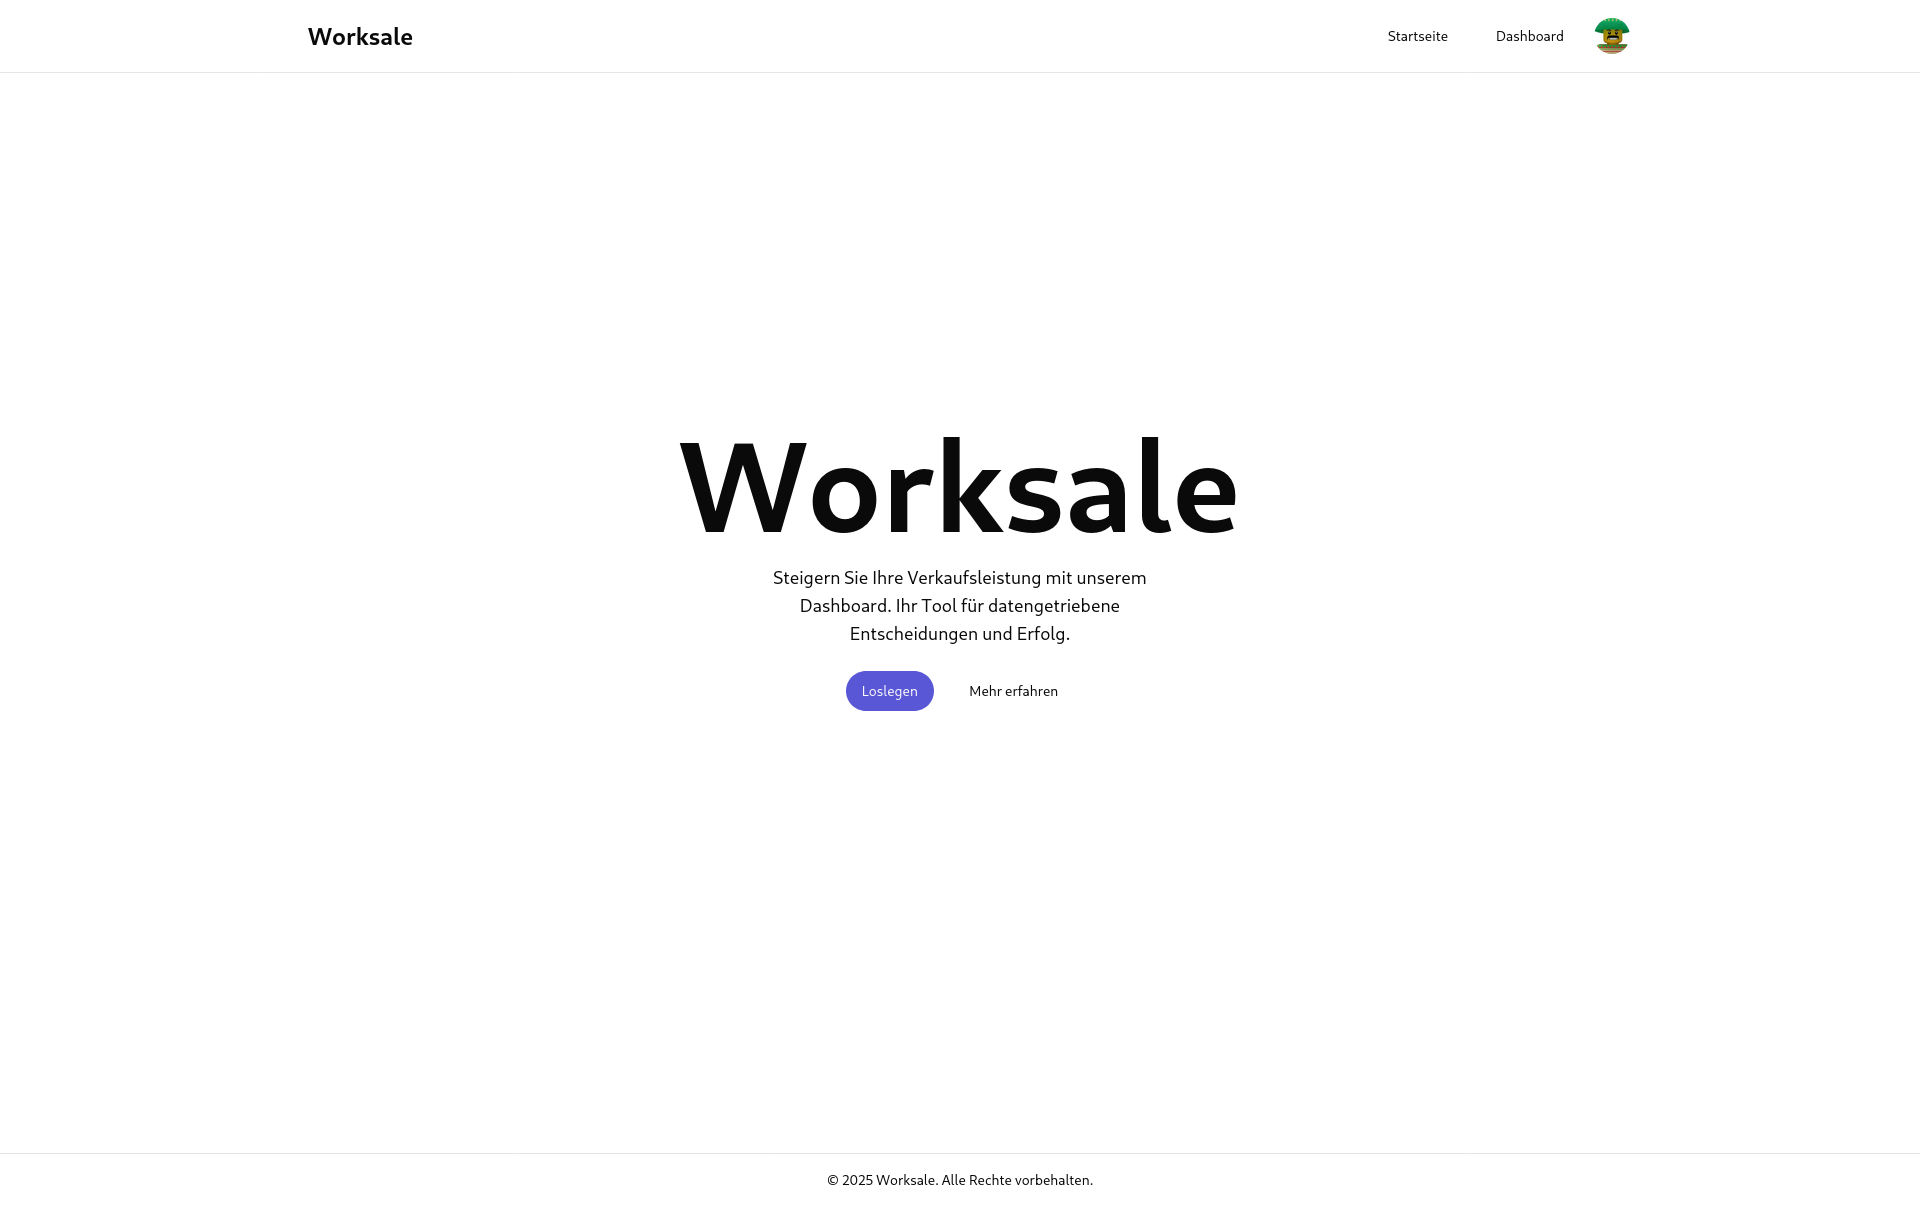 Worksale
Startseite
Dashboard
Worksale
Steigern Sie Ihre Verkaufsleistung mit unserem
Dashboard. Ihr Tool für datengetriebene
Entscheidungen und Erfolg.
Loslegen
Mehr erfahren
© 2025 Worksale. Alle Rechte vorbehalten.